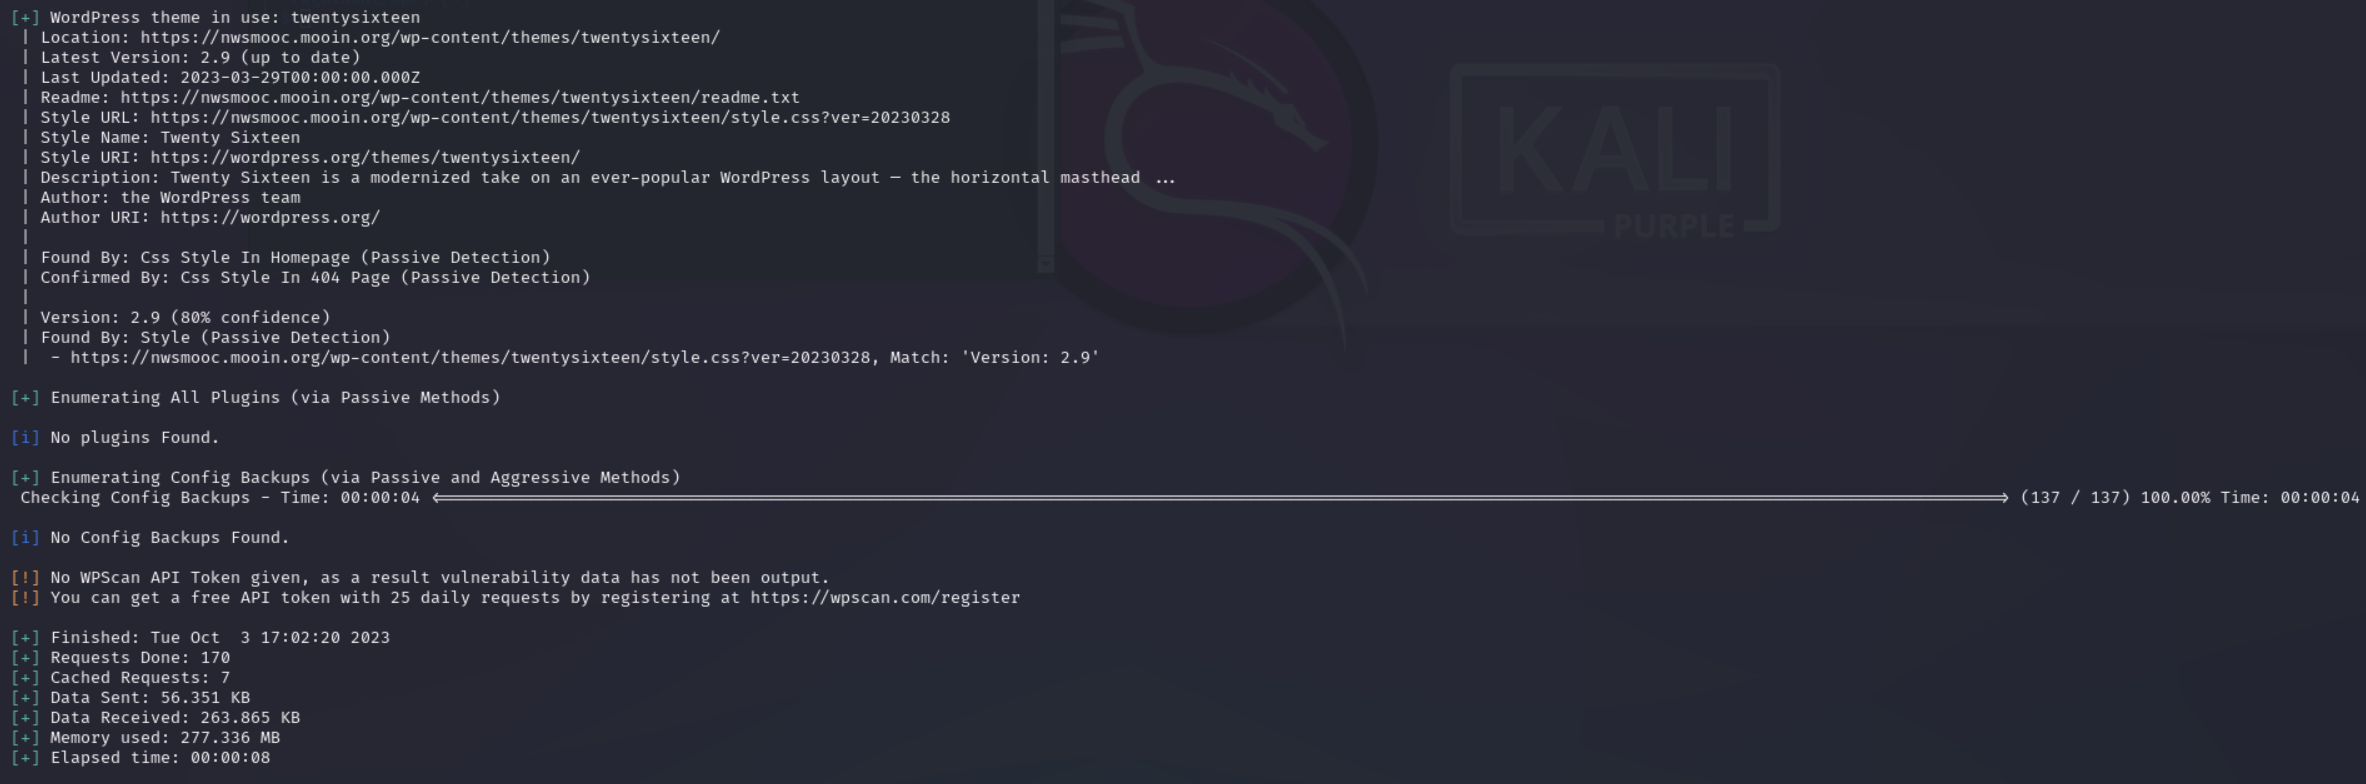 [+] WordPress theme in use: twentysixteen
 | Location: https://nwsmooc.mooin.org/wp-content/themes/twentysixteen/
 | Latest Version: 2.9 (up to date)
 | Last Updated: 2023-03-29T00:00:00.000Z
 | Readme: https://nwsmooc.mooin.org/wp-content/themes/twentysixteen/readme.txt
 | Style URL: https://nwsmooc.mooin.org/wp-content/themes/twentysixteen/style.css?ver=20230328
 | Style Name: Twenty Sixteen
 | Style URI: https://wordpress.org/themes/twentysixteen/
 | Description: Twenty Sixteen is a modernized take on an ever-popular WordPress layout — the horizontal masthead ...
 | Author: the WordPress team
 | Author URI: https://wordpress.org/
 |
 | Found By: Css Style In Homepage (Passive Detection)
 | Confirmed By: Css Style In 404 Page (Passive Detection)
 |
 | Version: 2.9 (80% confidence)
 | Found By: Style (Passive Detection)
 |  - https://nwsmooc.mooin.org/wp-content/themes/twentysixteen/style.css?ver=20230328, Match: 'Version: 2.9'
[+] Enumerating All Plugins (via Passive Methods)
[i] No plugins Found.
[+] Enumerating Config Backups (via Passive and Aggressive Methods)
 Checking Config Backups - Time: 00:00:04 <=====================================> (137 / 137) 100.00% Time: 00:00:04
[i] No Config Backups Found.
[!] No WPScan API Token given, as a result vulnerability data has not been output.
[!] You can get a free API token with 25 daily requests by registering at https://wpscan.com/register
[+] Finished: Tue Oct  3 17:02:20 2023
[+] Requests Done: 170
[+] Cached Requests: 7
[+] Data Sent: 56.351 KB
[+] Data Received: 263.865 KB
[+] Memory used: 277.336 MB
[+] Elapsed time: 00:00:08
KALI
PURPLE